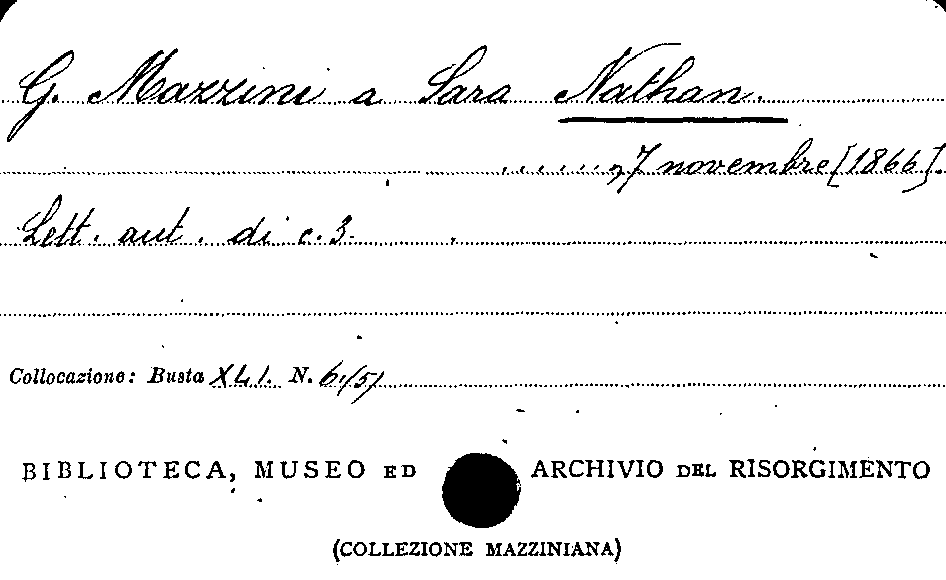 G. Mazzini a Sara Nathan.
......, 7 novembre [1866].
Lett. aut. di c. 3.
Collocazione: Busta XLI. N. 6/(5)
BIBLIOTECA, MUSEO ED ARCHIVIO DEL RISORGIMENTO
(COLLEZIONE MAZZINIANA)